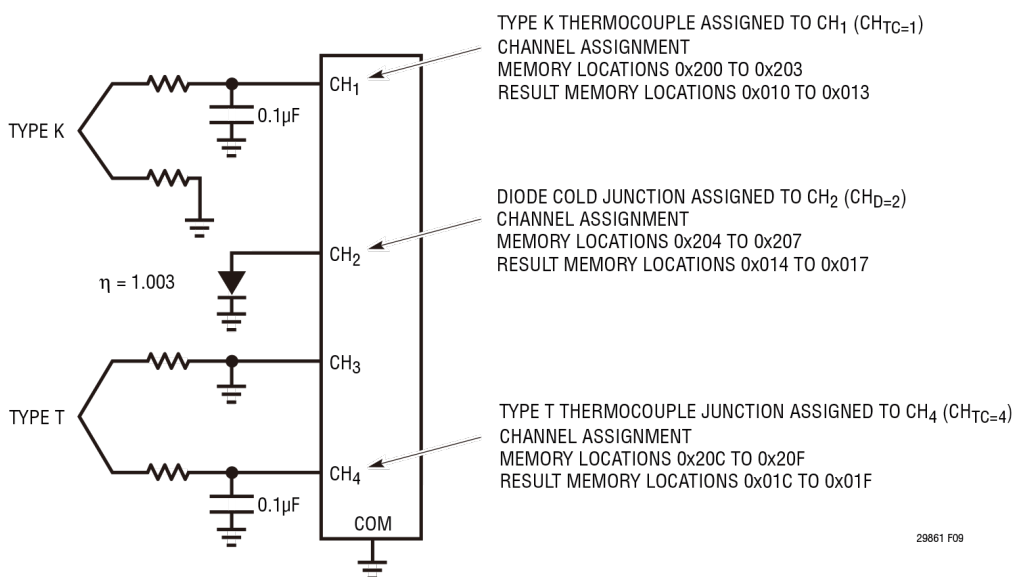 TYPE K THERMOCOUPLE ASSIGNED TO CH1 (CHTC=1)
CHANNEL ASSIGNMENT
MEMORY LOCATIONS 0x200 TO 0x203
RESULT MEMORY LOCATIONS 0x010 TO 0x013
CH1
0.1µF
TYPE K
DIODE COLD JUNCTION ASSIGNED TO CH2 (CHD=2)
CHANNEL ASSIGNMENT
MEMORY LOCATIONS 0x204 TO 0x207
RESULT MEMORY LOCATIONS 0x014 TO 0x017
CH2
η = 1.003
CH3
TYPE T
TYPE T THERMOCOUPLE JUNCTION ASSIGNED TO CH4 (CHTC=4)
CHANNEL ASSIGNMENT
MEMORY LOCATIONS 0x20C TO 0x20F
RESULT MEMORY LOCATIONS 0x01C TO 0x01F
CH4
0.1µF
COM
29861 F09